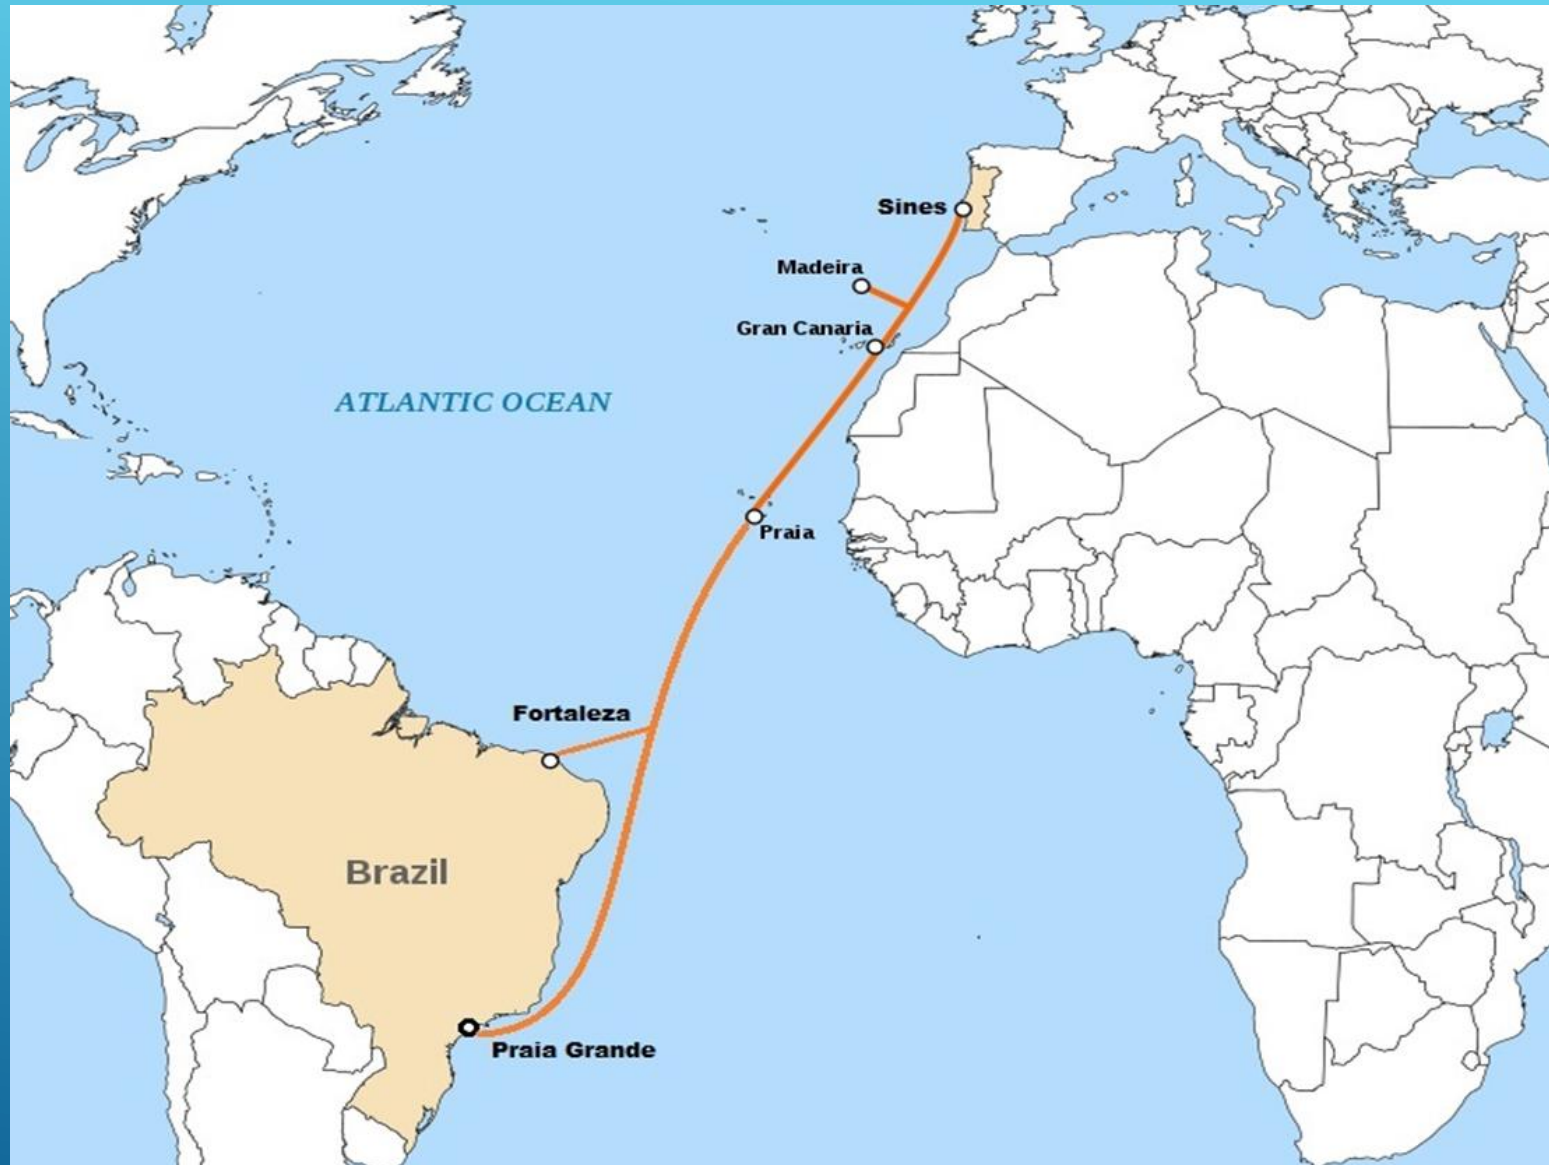 Sines
Madeira
Gran Canaria
ATLANTIC OCEAN
Praia
Fortaleza
Brazil
Praia Grande